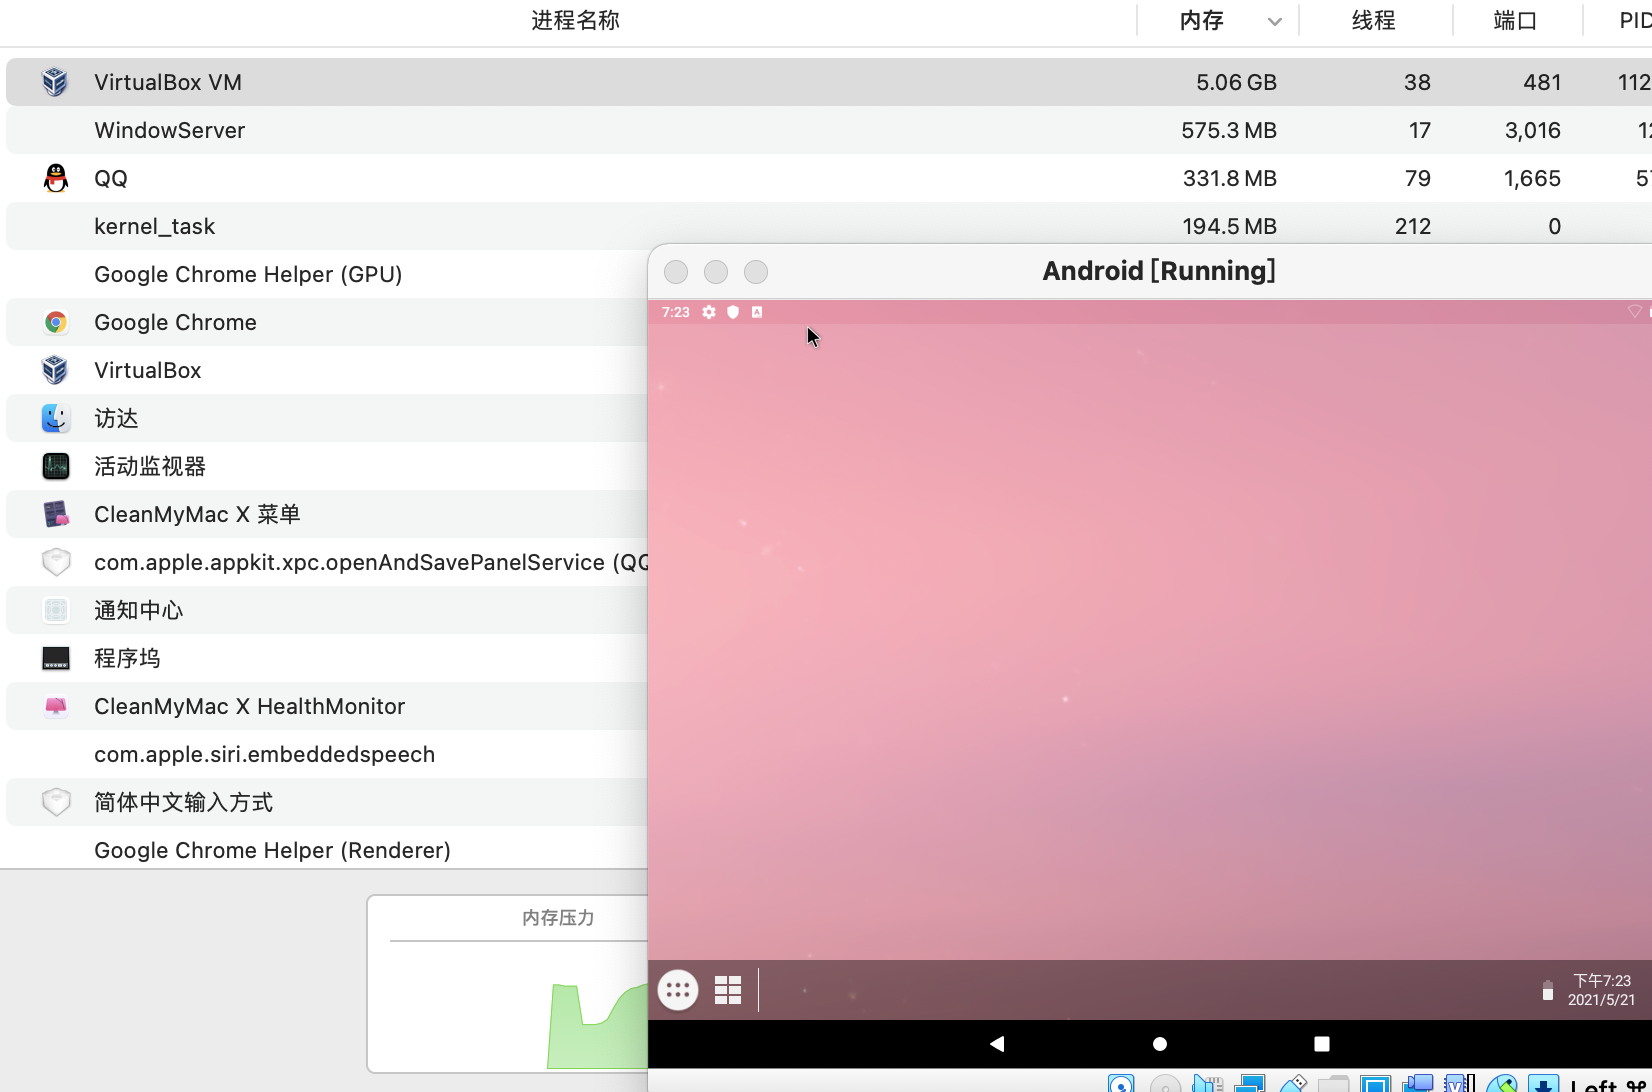 进程名称 内存 线程 端口 PID
VirtualBox VM 5.06 GB 38 481 112
WindowServer 575.3 MB 17 3,016 12
QQ 331.8 MB 79 1,665 57
kernel_task 194.5 MB 212 0
Google Chrome Helper (GPU)
Google Chrome
VirtualBox
访达
活动监视器
CleanMyMac X 菜单
com.apple.appkit.xpc.openAndSavePanelService (QQ
通知中心
程序坞
CleanMyMac X HealthMonitor
com.apple.siri.embeddedspeech
简体中文输入方式
Google Chrome Helper (Renderer)
内存压力
Android [Running]
7:23
下午7:23
2021/5/21
Left ⌘